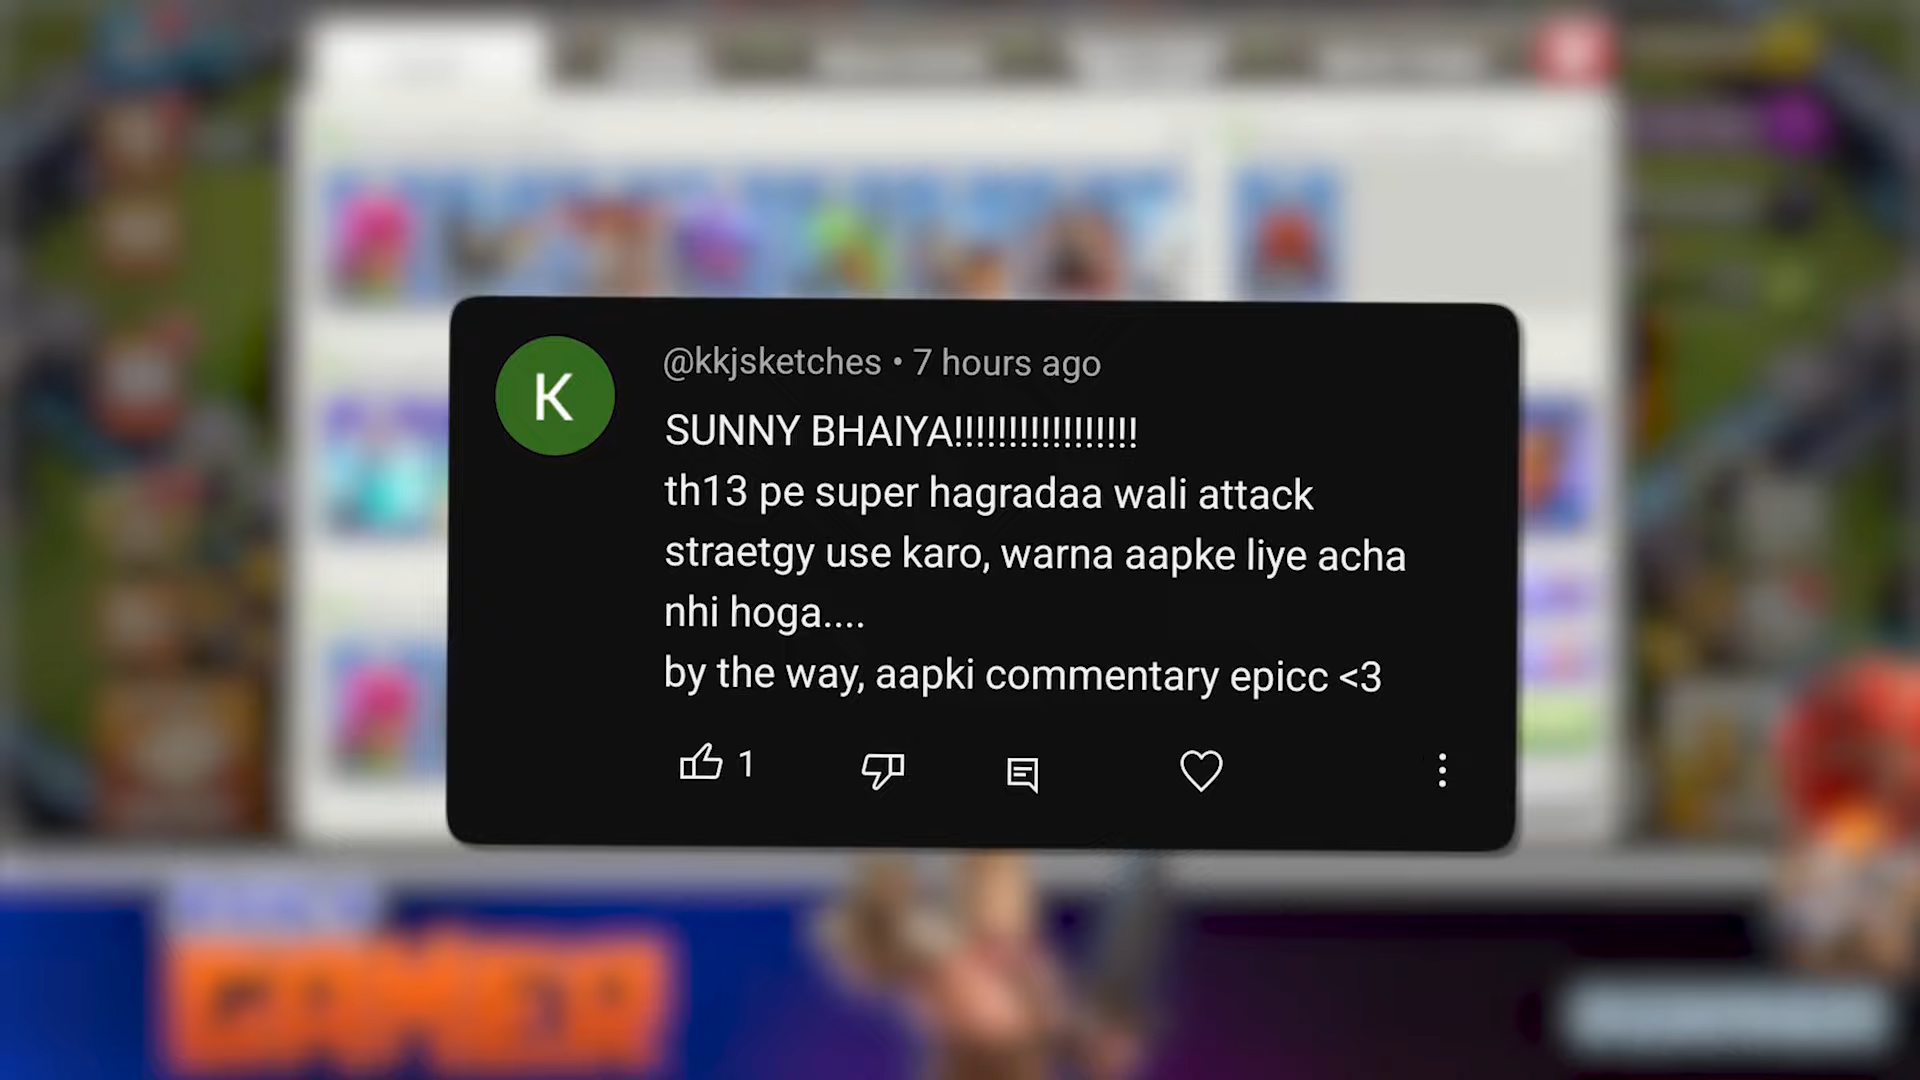 K
@kkjsketches • 7 hours ago
SUNNY BHAIYA!!!!!!!!!!!!!!!!!
th13 pe super hagradaa wali attack
straetgy use karo, warna aapke liye acha
nhi hoga....
by the way, aapki commentary epicc <3
1
GAMER